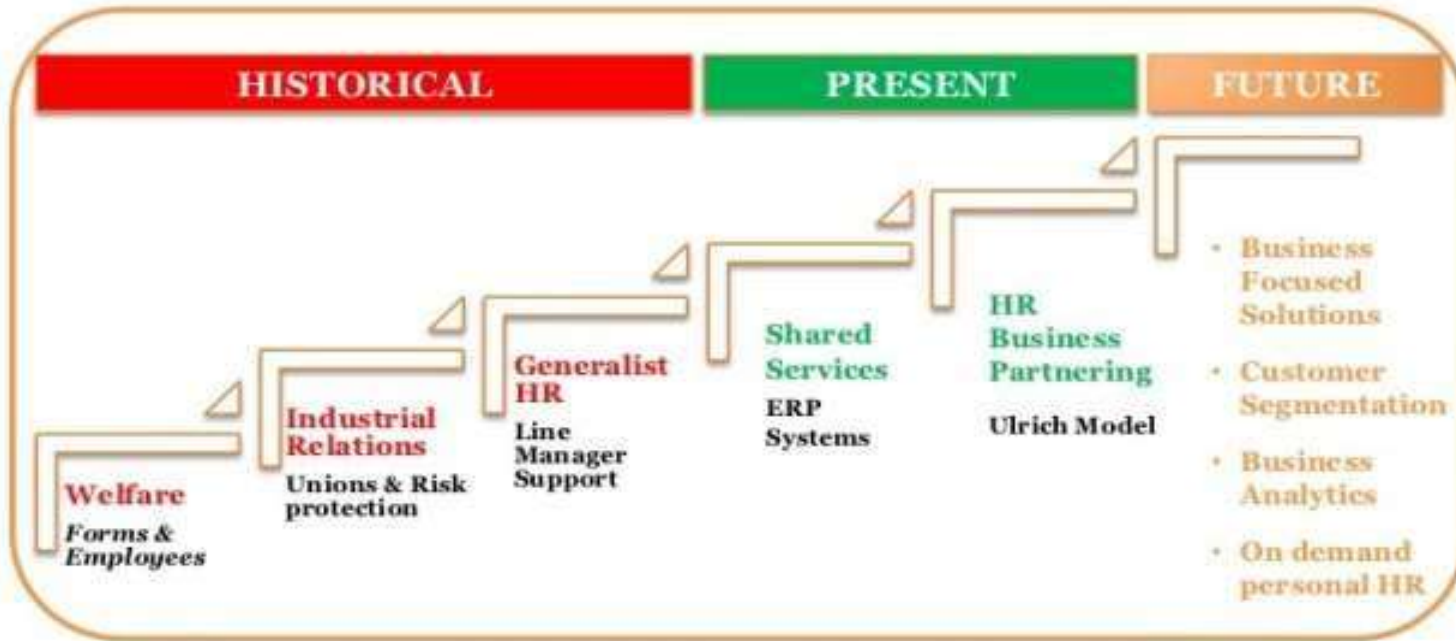 HISTORICAL
PRESENT
FUTURE
Welfare
Forms &
Employees
Industrial
Relations
Unions & Risk
protection
Generalist
HR
Line
Manager
Support
Shared
Services
ERP
Systems
HR
Business
Partnering
Ulrich Model
• Business
Focused
Solutions
• Customer
Segmentation
• Business
Analytics
• On demand
personal HR